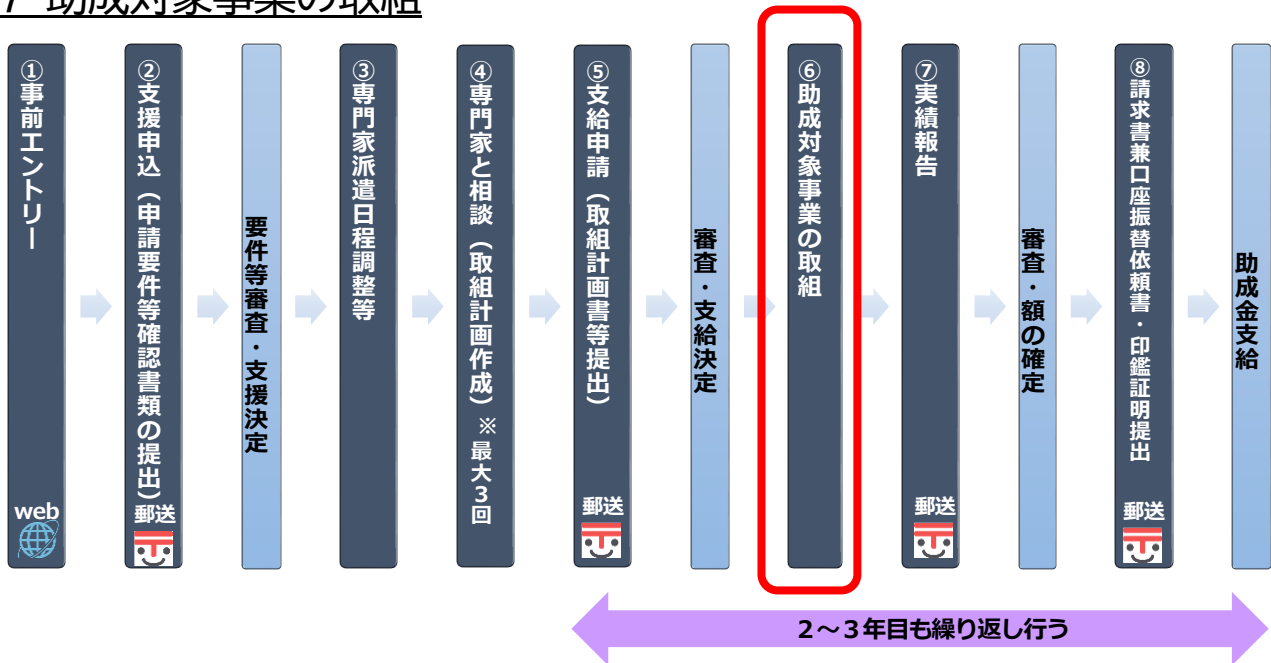 7 助成対象事業の取組
①事前エントリー
web
②支援申込（申請要件等確認書類の提出）
郵送
要件等審査・支援決定
③専門家派遣日程調整等
④専門家と相談（取組計画作成）※最大3回
⑤支給申請（取組計画書等提出）
郵送
審査・支給決定
⑥助成対象事業の取組
⑦実績報告
郵送
審査・額の確定
⑧請求書兼口座振替依頼書・印鑑証明提出
郵送
助成金支給
2～3年目も繰り返し行う